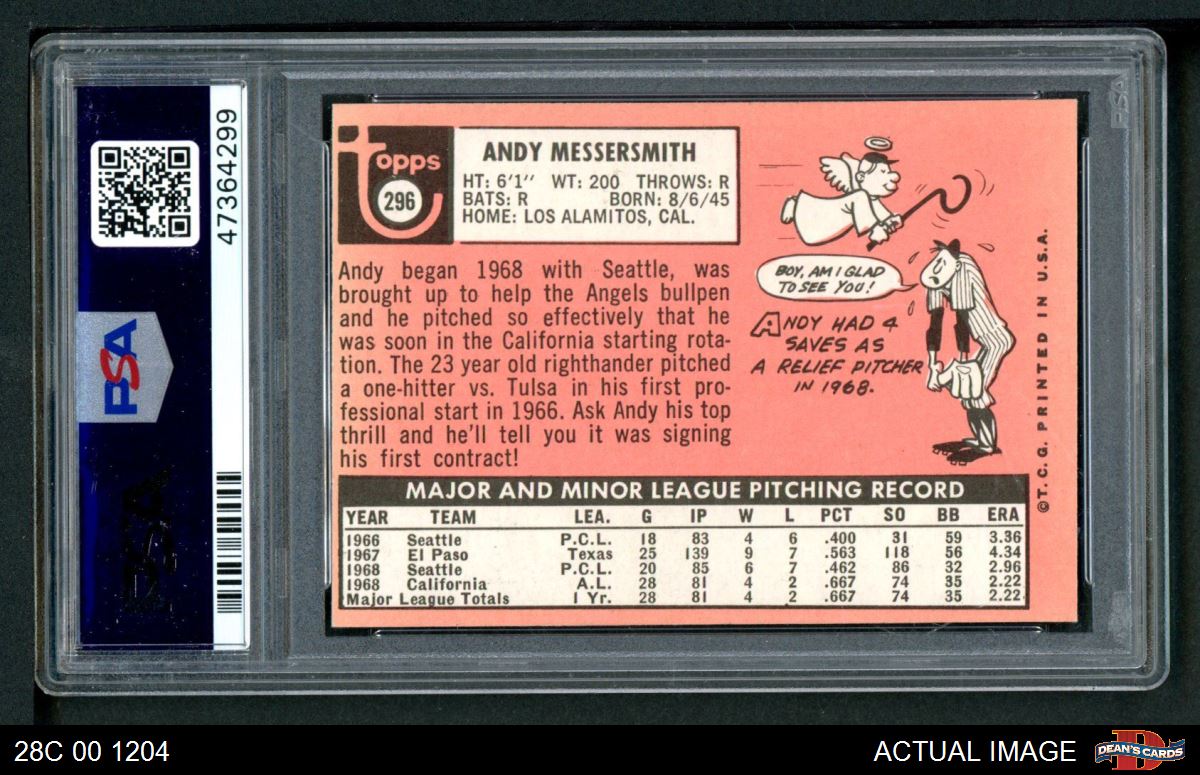 47364299
PSA
PSA
topps
296
ANDY MESSERSMITH
HT: 6'1" WT: 200 THROWS: R
BATS: R BORN: 8/6/45
HOME: LOS ALAMITOS, CAL.
Andy began 1968 with Seattle, was
brought up to help the Angels bullpen
and he pitched so effectively that he
was soon in the California starting rota-
tion. The 23 year old righthander pitched
a one-hitter vs. Tulsa in his first pro-
fessional start in 1966. Ask Andy his top
thrill and he'll tell you it was signing
his first contract!
BOY, AM I GLAD
TO SEE YOU!
ANDY HAD 4
SAVES AS
A RELIEF PITCHER
IN 1968.
©T.C.G. PRINTED IN U.S.A.
MAJOR AND MINOR LEAGUE PITCHING RECORD
YEAR TEAM LEA. G IP W L PCT SO BB ERA
1966 Seattle P.C.L. 18 83 4 6 .400 31 59 3.36
1967 El Paso Texas 25 139 9 7 .563 118 56 4.34
1968 Seattle P.C.L. 20 85 6 7 .462 86 32 2.96
1968 California A.L. 28 81 4 2 .667 74 35 2.22
Major League Totals 1 Yr. 28 81 4 2 .667 74 35 2.22
PSA
28C 00 1204
ACTUAL IMAGE
DEAN'S CARDS